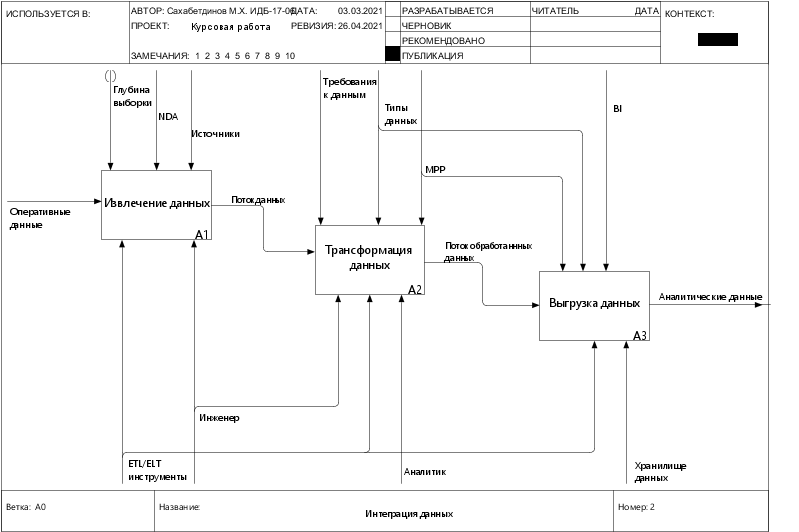 ИСПОЛЬЗУЕТСЯ В:
АВТОР: Сахабетдинов М.Х. ИДБ-17-06
ДАТА: 03.03.2021
РАЗРАБАТЫВАЕТСЯ
ЧИТАТЕЛЬ
ДАТА
КОНТЕКСТ:
ПРОЕКТ: Курсовая работа
РЕВИЗИЯ: 26.04.2021
ЧЕРНОВИК
РЕКОМЕНДОВАНО
ЗАМЕЧАНИЯ: 1 2 3 4 5 6 7 8 9 10
ПУБЛИКАЦИЯ
Глубина
выборки
NDA
Источники
Требования
к данным
Типы
данных
BI
MPP
Оперативные
данные
Извлечение данных
A1
Поток данных
Трансформация
данных
A2
Поток обработаннных
данных
Выгрузка данных
A3
Аналитические данные
Инженер
ETL/ELT
инструменты
Аналитик
Хранилище
данных
Ветка: A0
Название:
Интеграция данных
Номер: 2